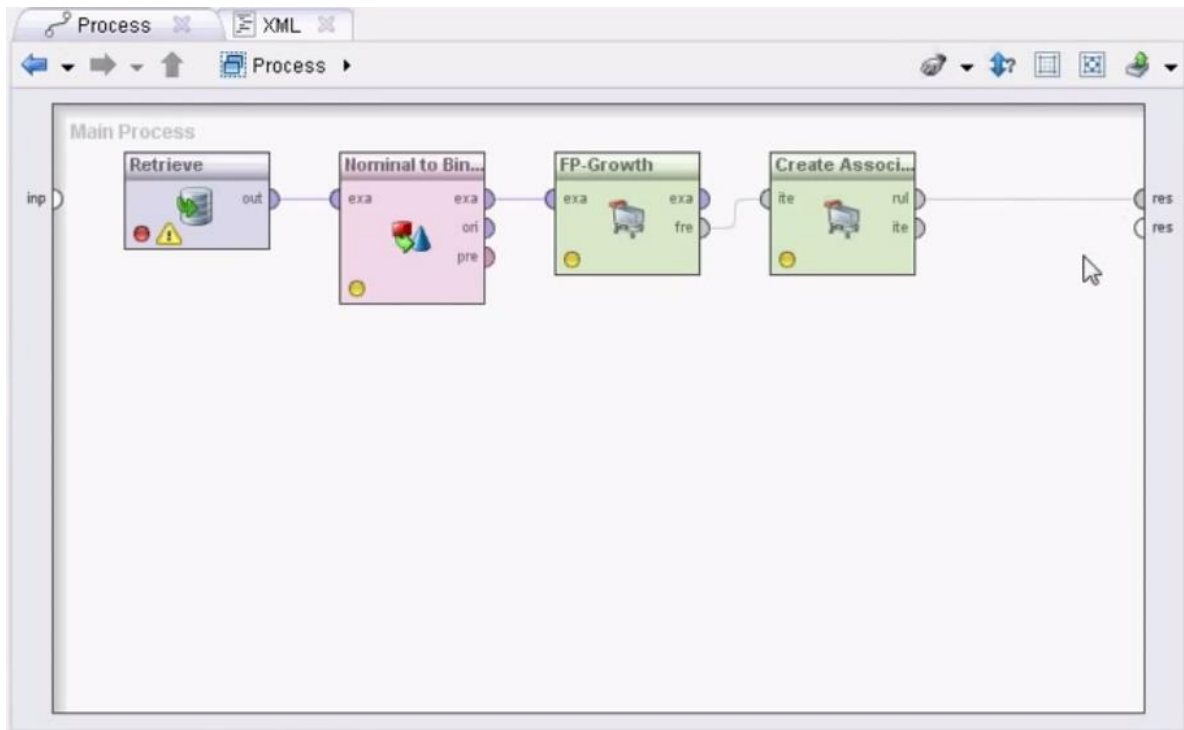 Process
XML
Process
Main Process
Retrieve
Nominal to Bin...
FP-Growth
Create Associ...
inp
out
exa
exa
exa
exa
ite
rul
res
ori
fre
ite
res
pre